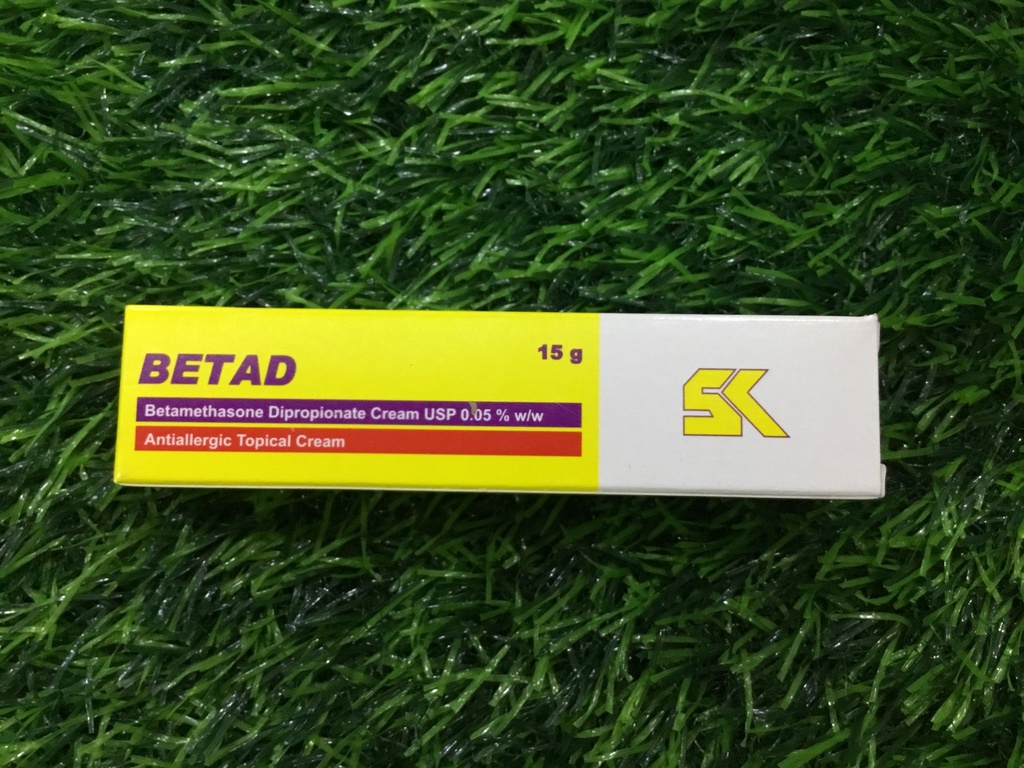 BETAD
15 g
Betamethasone Dipropionate Cream USP 0.05 % w/w
Antiallergic Topical Cream
SK